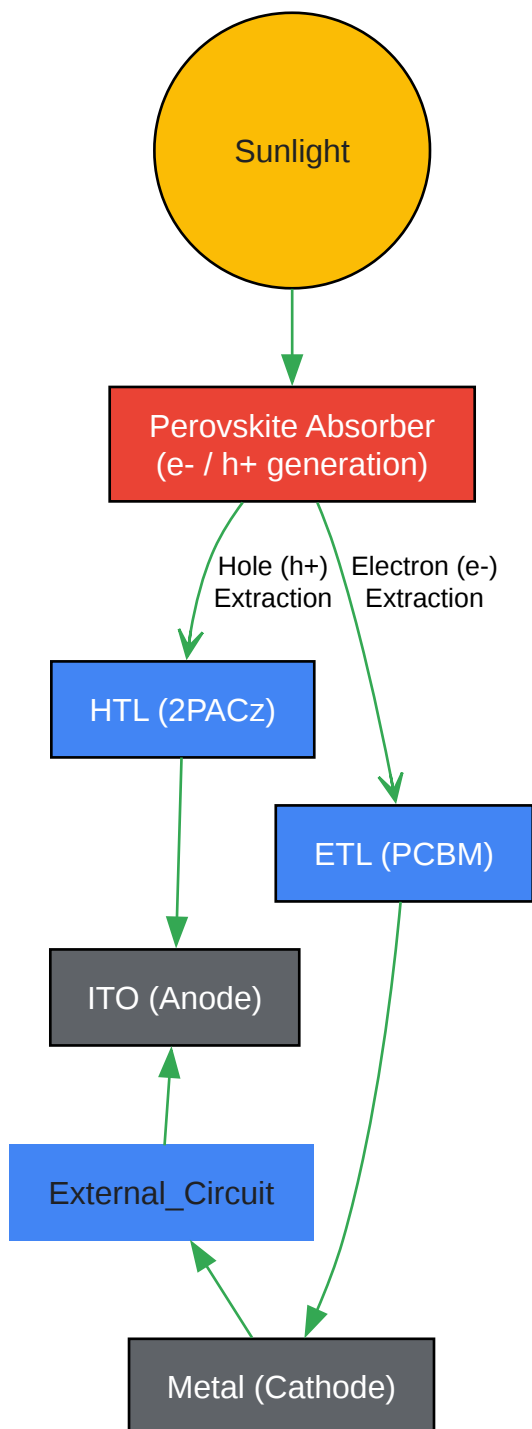 Sunlight
Perovskite Absorber
(e- / h+ generation)
Hole (h+)
Extraction
Electron (e-)
Extraction
HTL (2PACz)
ETL (PCBM)
ITO (Anode)
External_Circuit
Metal (Cathode)